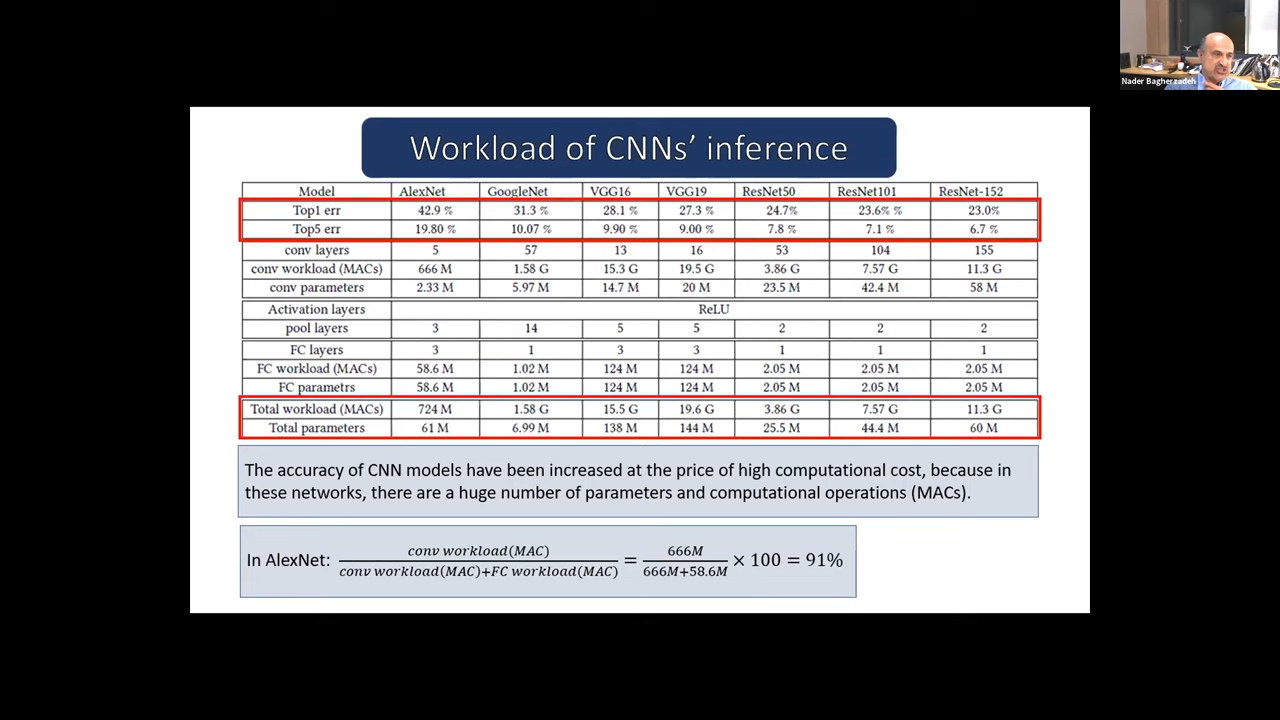 Nader Bagherzadeh
Workload of CNNs’ inference
Model AlexNet GoogleNet VGG16 VGG19 ResNet50 ResNet101 ResNet-152
Top1 err 42.9 % 31.3 % 28.1 % 27.3 % 24.7% 23.6% % 23.0%
Top5 err 19.80 % 10.07 % 9.90 % 9.00 % 7.8 % 7.1 % 6.7 %
conv layers 5 57 13 16 53 104 155
conv workload (MACs) 666 M 1.58 G 15.3 G 19.5 G 3.86 G 7.57 G 11.3 G
conv parameters 2.33 M 5.97 M 14.7 M 20 M 23.5 M 42.4 M 58 M
Activation layers ReLU
pool layers 3 14 5 5 2 2 2
FC layers 3 1 3 3 1 1 1
FC workload (MACs) 58.6 M 1.02 M 124 M 124 M 2.05 M 2.05 M 2.05 M
FC parametrs 58.6 M 1.02 M 124 M 124 M 2.05 M 2.05 M 2.05 M
Total workload (MACs) 724 M 1.58 G 15.5 G 19.6 G 3.86 G 7.57 G 11.3 G
Total parameters 61 M 6.99 M 138 M 144 M 25.5 M 44.4 M 60 M
The accuracy of CNN models have been increased at the price of high computational cost, because in
these networks, there are a huge number of parameters and computational operations (MACs).
conv workload(MAC) 666M
In AlexNet: = × 100 = 91%
conv workload(MAC)+FC workload(MAC) 666M+58.6M